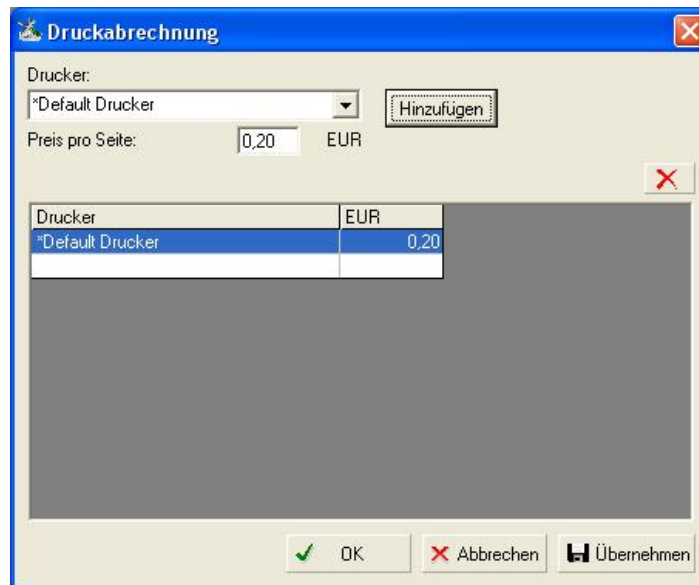 Druckabrechnung
Drucker:
*Default Drucker
Hinzufügen
Preis pro Seite: 0,20 EUR
Drucker EUR
*Default Drucker 0,20
OK Abbrechen Übernehmen